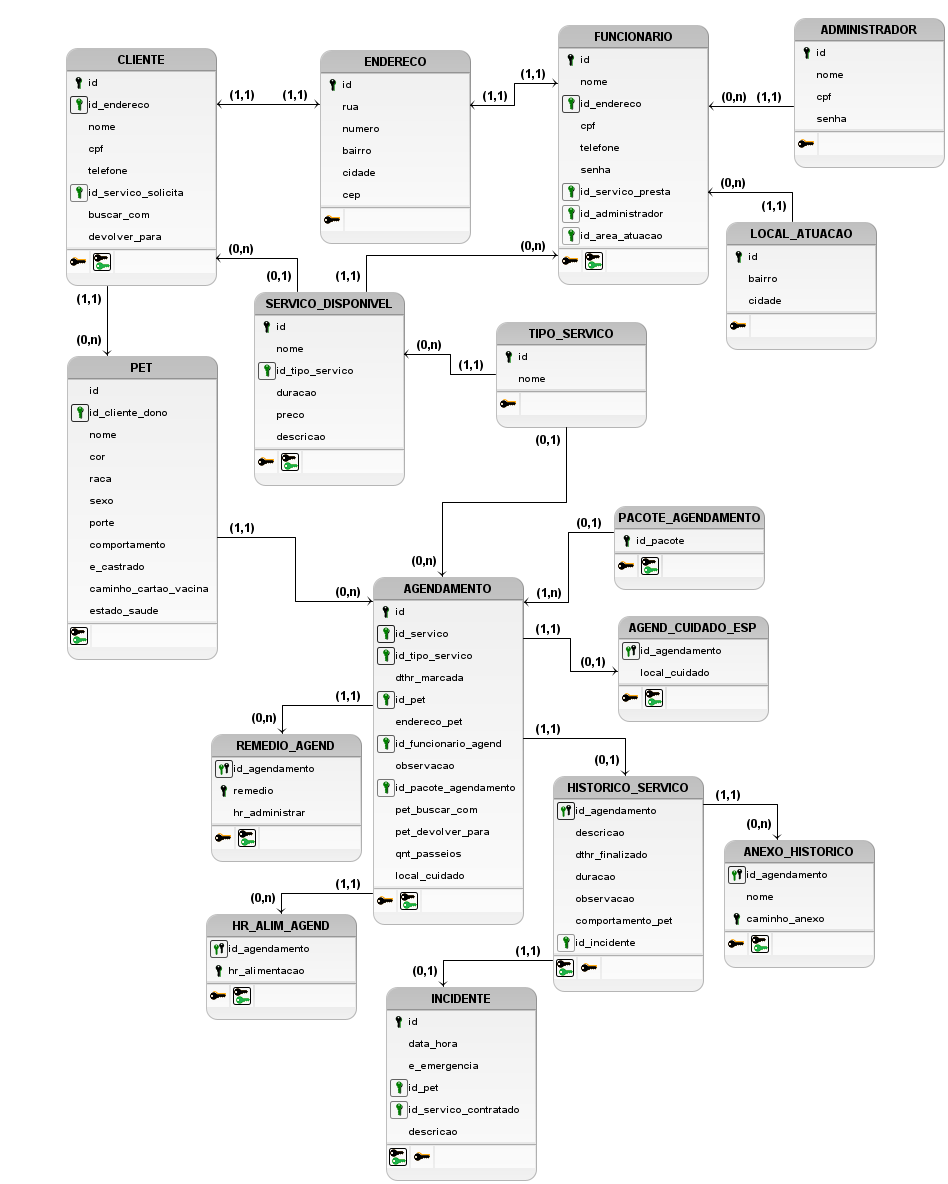 CLIENTE
id
id_endereco
nome
cpf
telefone
id_servico_solicita
buscar_com
devolver_para
(1,1)
(1,1)
ENDERECO
id
rua
numero
bairro
cidade
cep
(1,1)
(1,1)
FUNCIONARIO
id
nome
id_endereco
cpf
telefone
senha
id_servico_presta
id_administrador
id_area_atuacao
(0,n)
(1,1)
ADMINISTRADOR
id
nome
cpf
senha
(0,n)
(1,1)
LOCAL_ATUACAO
id
bairro
cidade
(0,n)
(0,1)
(1,1)
(0,n)
SERVICO_DISPONIVEL
id
nome
id_tipo_servico
duracao
preco
descricao
(0,n)
(1,1)
TIPO_SERVICO
id
nome
(0,1)
(0,n)
(1,1)
(0,n)
PET
id
id_cliente_dono
nome
cor
raca
sexo
porte
comportamento
e_castrado
caminho_cartao_vacina
estado_saude
(1,1)
(0,n)
AGENDAMENTO
id
id_servico
id_tipo_servico
dthr_marcada
id_pet
endereco_pet
id_funcionario_agend
observacao
id_pacote_agendamento
pet_buscar_com
pet_devolver_para
qnt_passeios
local_cuidado
(0,1)
(1,n)
PACOTE_AGENDAMENTO
id_pacote
(1,1)
(0,1)
AGEND_CUIDADO_ESP
id_agendamento
local_cuidado
(1,1)
(0,n)
REMEDIO_AGEND
id_agendamento
remedio
hr_administrar
(1,1)
(0,n)
HR_ALIM_AGEND
id_agendamento
hr_alimentacao
(1,1)
(0,1)
HISTORICO_SERVICO
id_agendamento
descricao
dthr_finalizado
duracao
observacao
comportamento_pet
id_incidente
(1,1)
(0,n)
ANEXO_HISTORICO
id_agendamento
nome
caminho_anexo
(1,1)
(0,1)
INCIDENTE
id
data_hora
e_emergencia
id_pet
id_servico_contratado
descricao